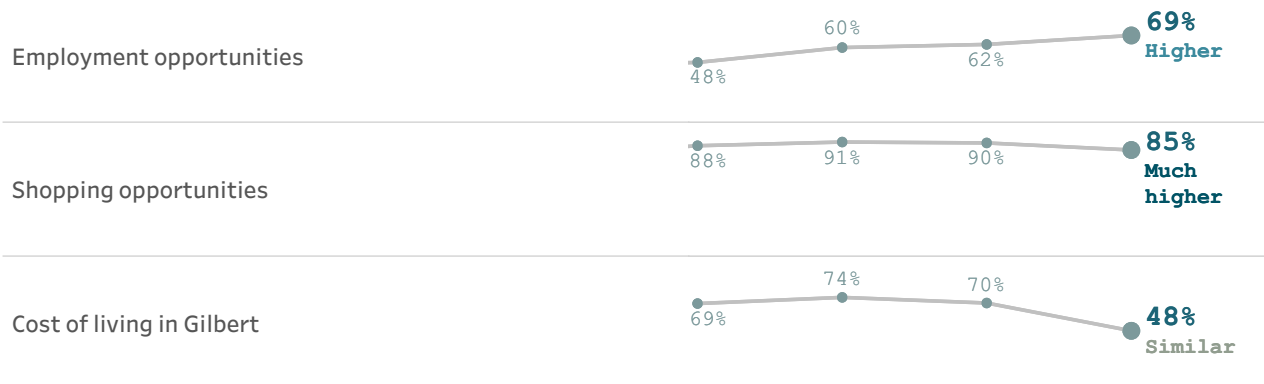 Employment opportunities
48%
60%
62%
69%
Higher
Shopping opportunities
88%
91%
90%
85%
Much
higher
Cost of living in Gilbert
69%
74%
70%
48%
Similar